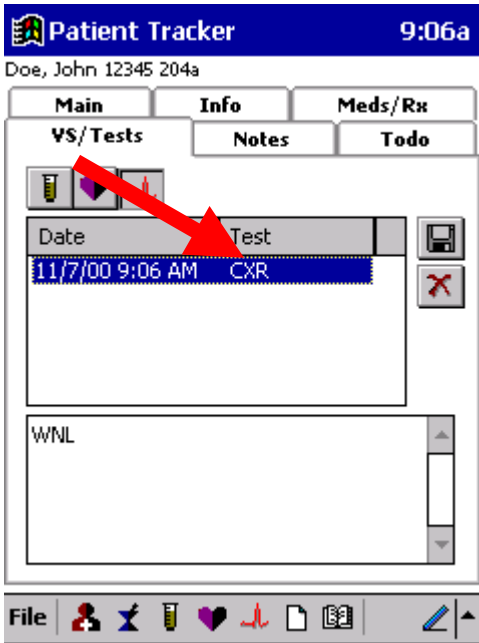 Patient Tracker 9:06a
Doe, John 12345 204a
Main Info Meds/Rx
VS/Tests Notes Todo
Date Test
11/7/00 9:06 AM CXR
WNL
File